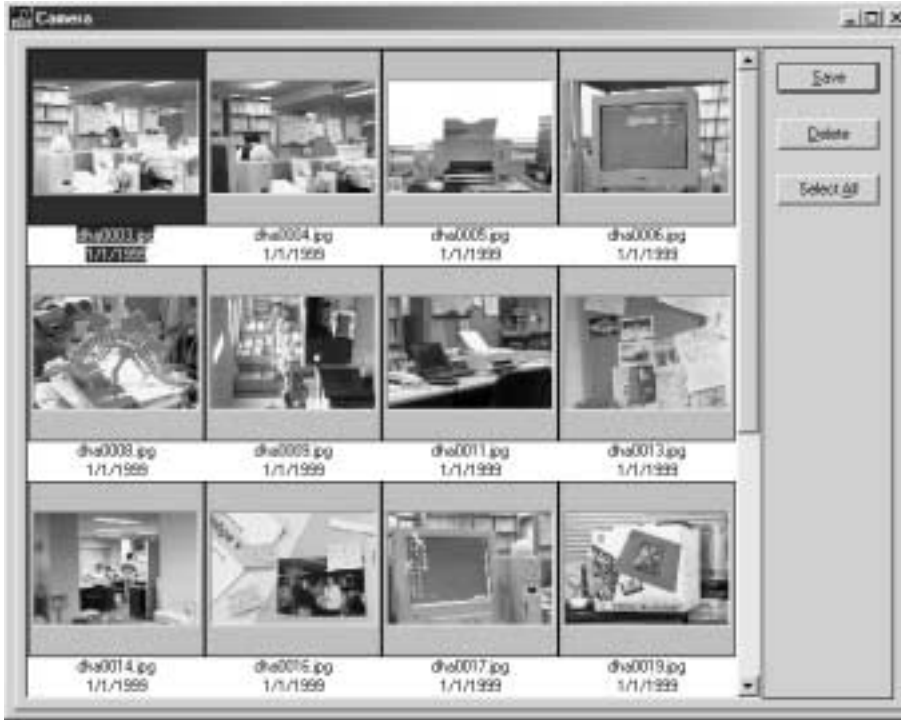 Camera
Save
Delete
Select All
dha0003.jpg
1/1/1999
dha0004.jpg
1/1/1999
dha0005.jpg
1/1/1999
dha0006.jpg
1/1/1999
dha0008.jpg
1/1/1999
dha0009.jpg
1/1/1999
dha0011.jpg
1/1/1999
dha0013.jpg
1/1/1999
dha0014.jpg
1/1/1999
dha0016.jpg
1/1/1999
dha0017.jpg
1/1/1999
dha0019.jpg
1/1/1999